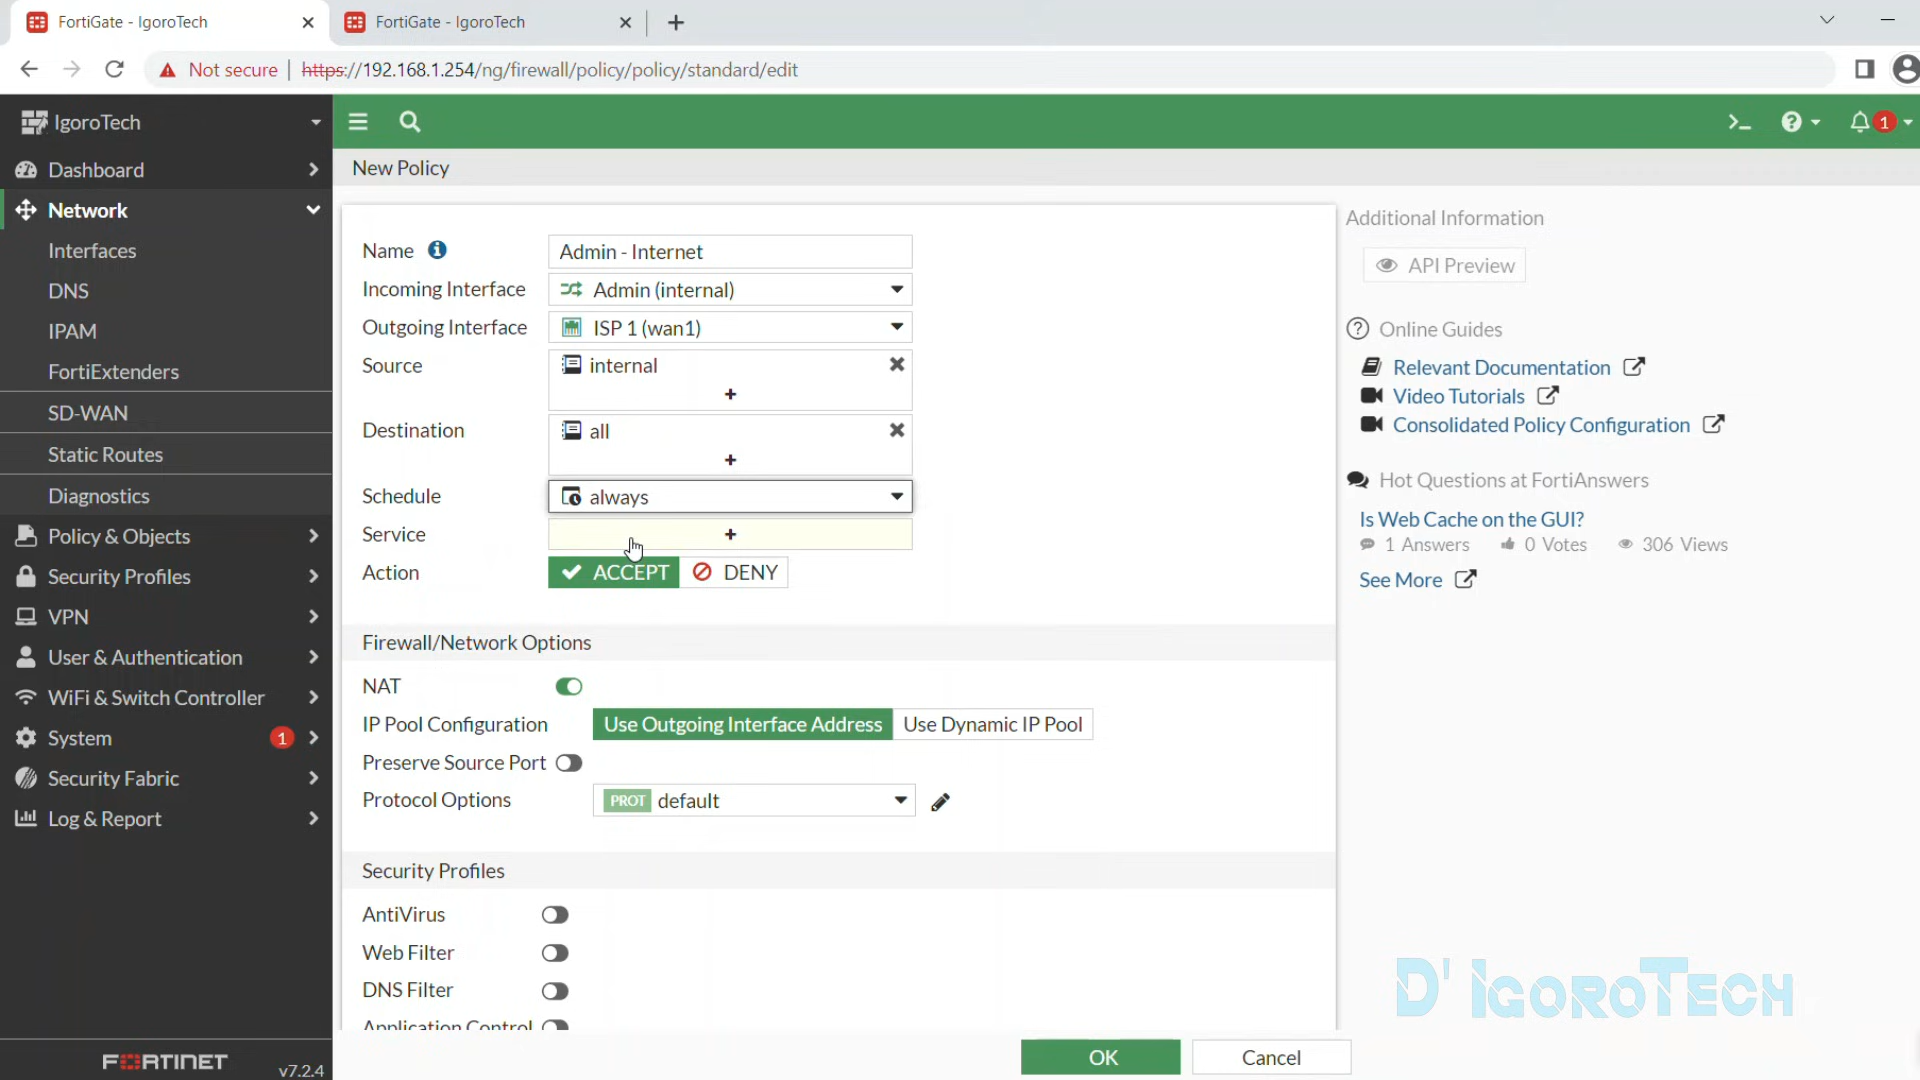 FortiGate - IgoroTech
FortiGate - IgoroTech
Not secure | https://192.168.1.254/ng/firewall/policy/policy/standard/edit
IgoroTech
1
Dashboard
Network
Interfaces
DNS
IPAM
FortiExtenders
SD-WAN
Static Routes
Diagnostics
Policy & Objects
Security Profiles
VPN
User & Authentication
WiFi & Switch Controller
System 1
Security Fabric
Log & Report
FORTINET v7.2.4
New Policy
Name Admin - Internet
Incoming Interface Admin (internal)
Outgoing Interface ISP 1 (wan1)
Source internal
+
Destination all
+
Schedule always
Service +
Action ACCEPT DENY
Firewall/Network Options
NAT
IP Pool Configuration Use Outgoing Interface Address Use Dynamic IP Pool
Preserve Source Port
Protocol Options PROT default
Security Profiles
AntiVirus
Web Filter
DNS Filter
Application Control
OK Cancel
Additional Information
API Preview
Online Guides
Relevant Documentation
Video Tutorials
Consolidated Policy Configuration
Hot Questions at FortiAnswers
Is Web Cache on the GUI?
1 Answers 0 Votes 306 Views
See More
D' IGOROTECH